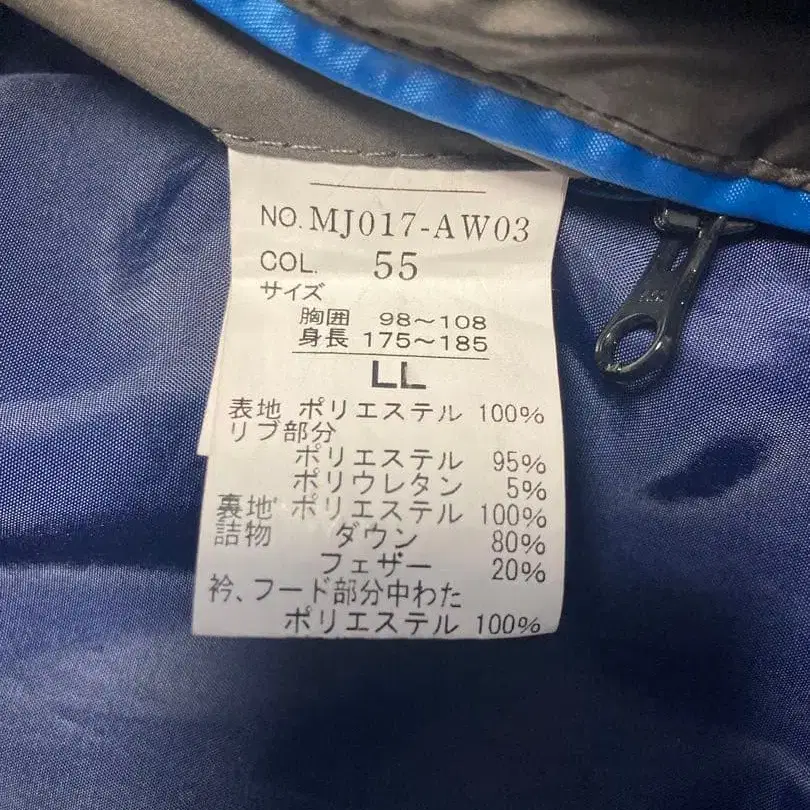 NO. MJ017-AW03
COL. 55
サイズ
胸囲 98～108
身長 175～185
LL
表地 ポリエステル 100%
リブ部分
ポリエステル 95%
ポリウレタン 5%
裏地 ポリエステル 100%
詰物 ダウン 80%
フェザー 20%
衿、フード部分中わた
ポリエステル 100%